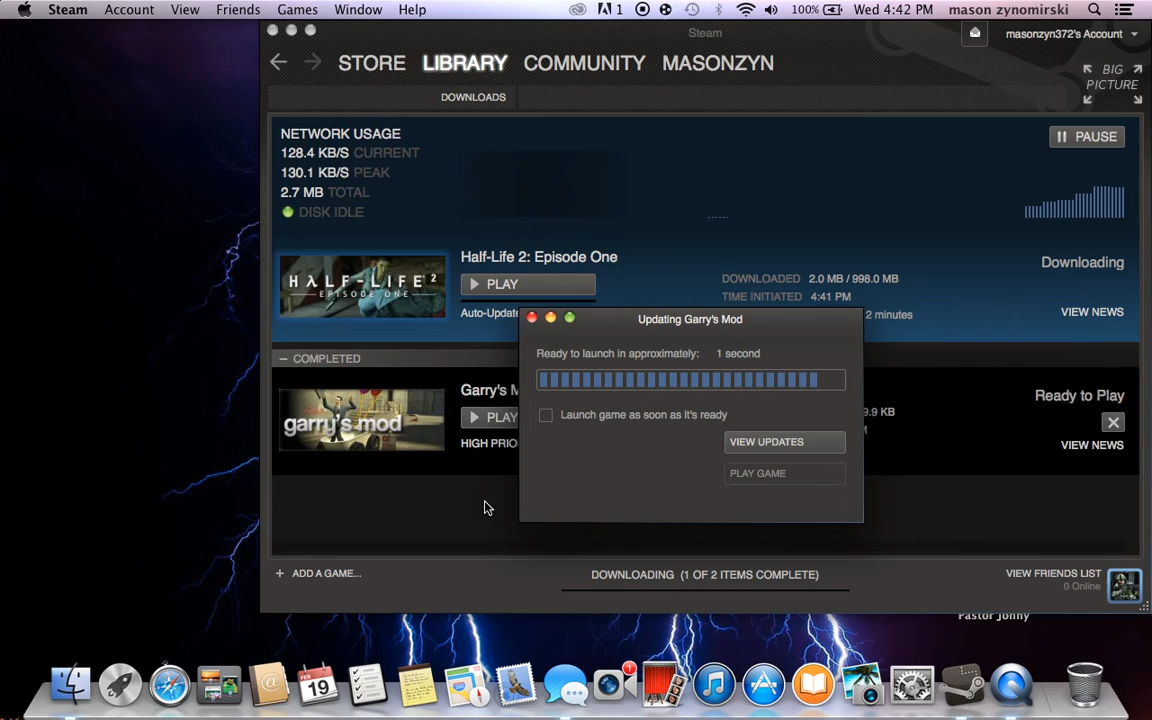 Steam Account View Friends Games Window Help 1 100% Wed 4:42 PM mason zynomirski
Steam
masonzyn372's Account
STORE LIBRARY COMMUNITY MASONZYN
BIG PICTURE
DOWNLOADS
NETWORK USAGE
128.4 KB/S CURRENT
130.1 KB/S PEAK
2.7 MB TOTAL
DISK IDLE
PAUSE
HALF-LIFE 2
EPISODE ONE
Half-Life 2: Episode One
PLAY
Auto-Update
DOWNLOADED 2.0 MB / 998.0 MB
TIME INITIATED 4:41 PM
2 minutes
Downloading
VIEW NEWS
COMPLETED
garry's mod
Garry's M
PLAY
HIGH PRIO
9.9 KB
M
Ready to Play
VIEW NEWS
Updating Garry's Mod
Ready to launch in approximately: 1 second
Launch game as soon as it's ready
VIEW UPDATES
PLAY GAME
+ ADD A GAME...
DOWNLOADING (1 OF 2 ITEMS COMPLETE)
VIEW FRIENDS LIST
0 Online
Pastor Jonny
FEB
19
1